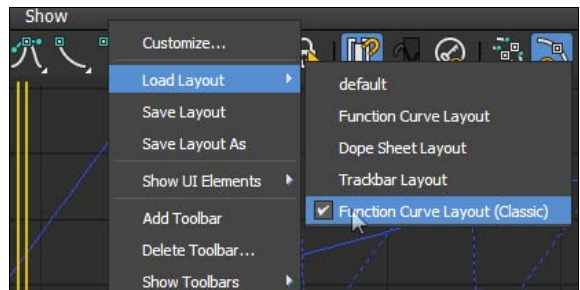 Show
Customize...
Load Layout
Save Layout
Save Layout As
Show UI Elements
Add Toolbar
Delete Toolbar...
Show Toolbars
default
Function Curve Layout
Dope Sheet Layout
Trackbar Layout
Function Curve Layout (Classic)